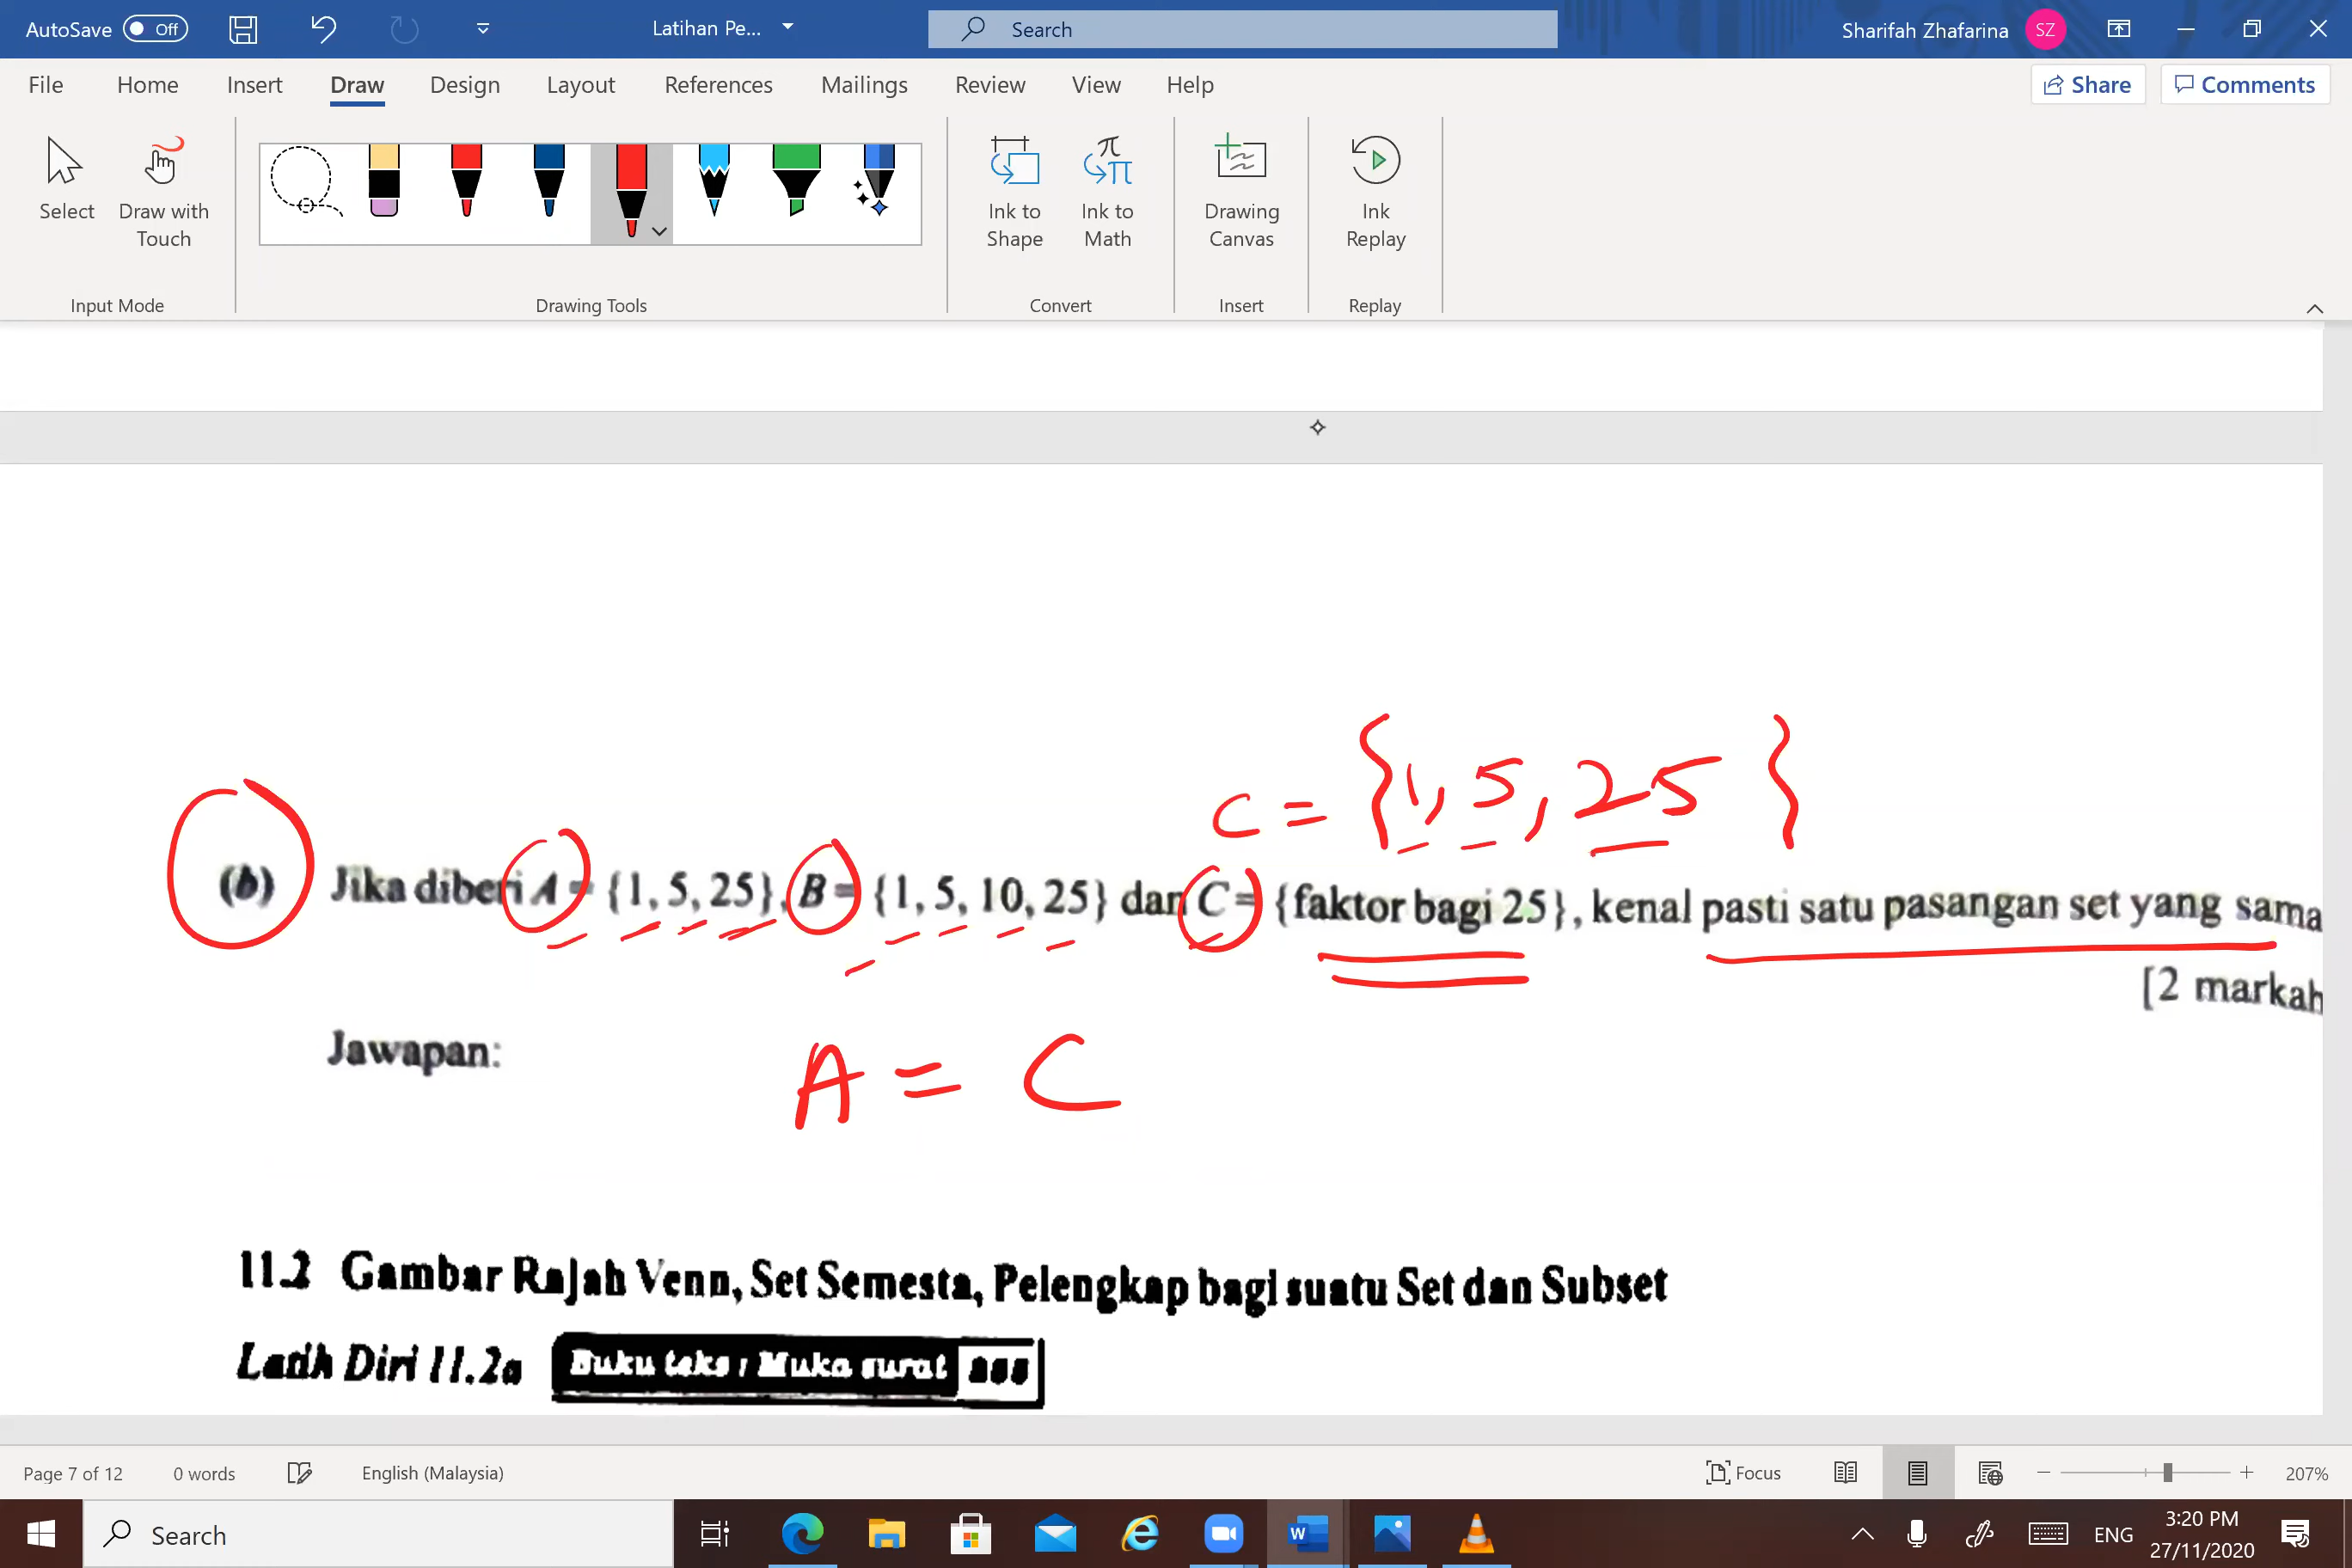 AutoSave Off Latihan Pe... Search Sharifah Zhafarina SZ
File Home Insert Draw Design Layout References Mailings Review View Help Share Comments
Select Draw with Touch Ink to Shape Ink to Math Drawing Canvas Ink Replay
Input Mode Drawing Tools Convert Insert Replay
C = {1, 5, 25}
(b) Jika diberi A = {1, 5, 25}, B = {1, 5, 10, 25} dan C = {faktor bagi 25}, kenal pasti satu pasangan set yang sama
[2 markah
Jawapan:
A = C
11.2 Gambar Rajah Venn, Set Semesta, Pelengkap bagi suatu Set dan Subset
Latih Diri 11.2a Buku teks : Muka surat
Page 7 of 12 0 words English (Malaysia) Focus 207%
Search ENG 3:20 PM
27/11/2020